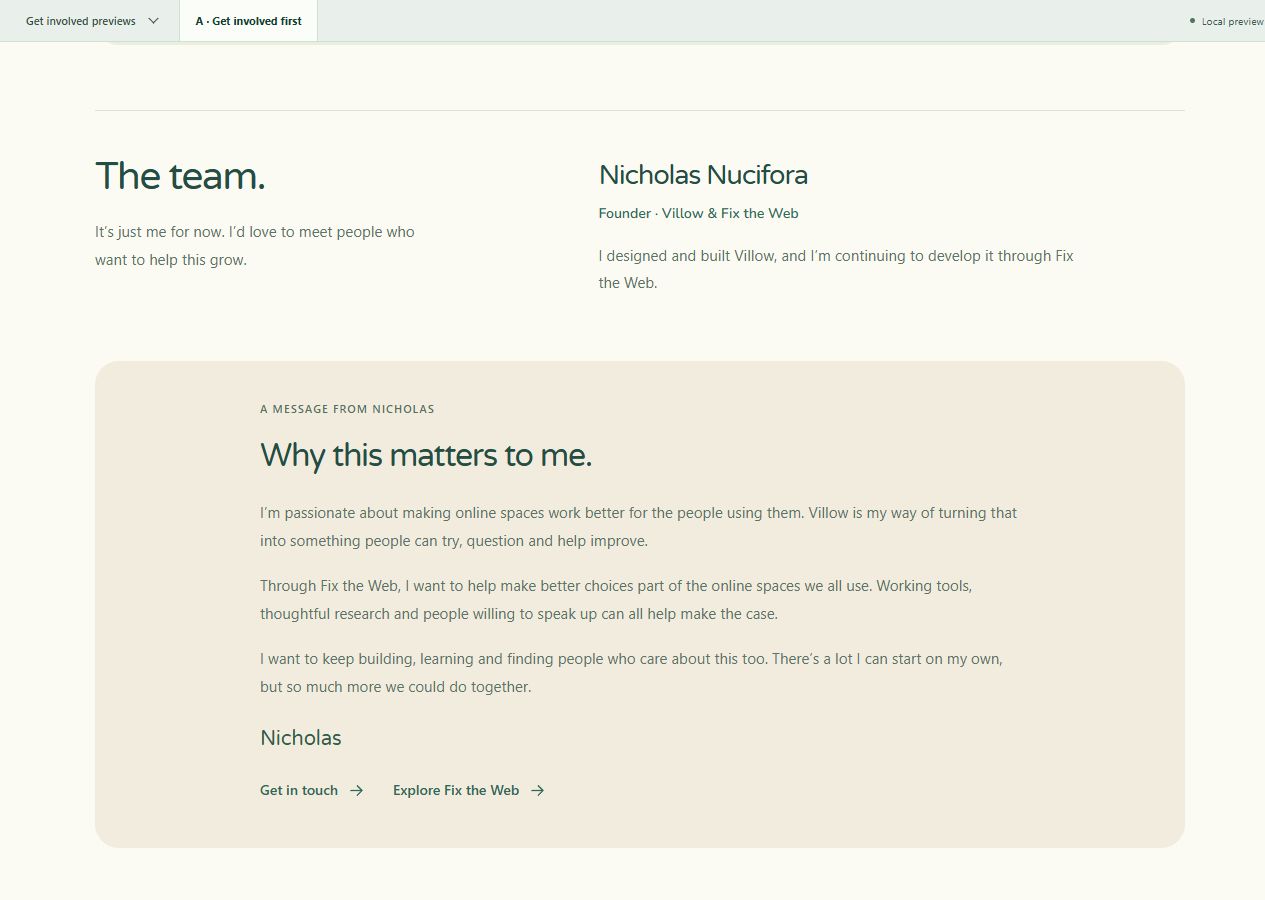 Get involved previews
A · Get involved first
Local preview
The team.
It’s just me for now. I’d love to meet people who
want to help this grow.
Nicholas Nucifora
Founder · Villow & Fix the Web
I designed and built Villow, and I’m continuing to develop it through Fix
the Web.
A MESSAGE FROM NICHOLAS
Why this matters to me.
I’m passionate about making online spaces work better for the people using them. Villow is my way of turning that
into something people can try, question and help improve.
Through Fix the Web, I want to help make better choices part of the online spaces we all use. Working tools,
thoughtful research and people willing to speak up can all help make the case.
I want to keep building, learning and finding people who care about this too. There’s a lot I can start on my own,
but so much more we could do together.
Nicholas
Get in touch →
Explore Fix the Web →